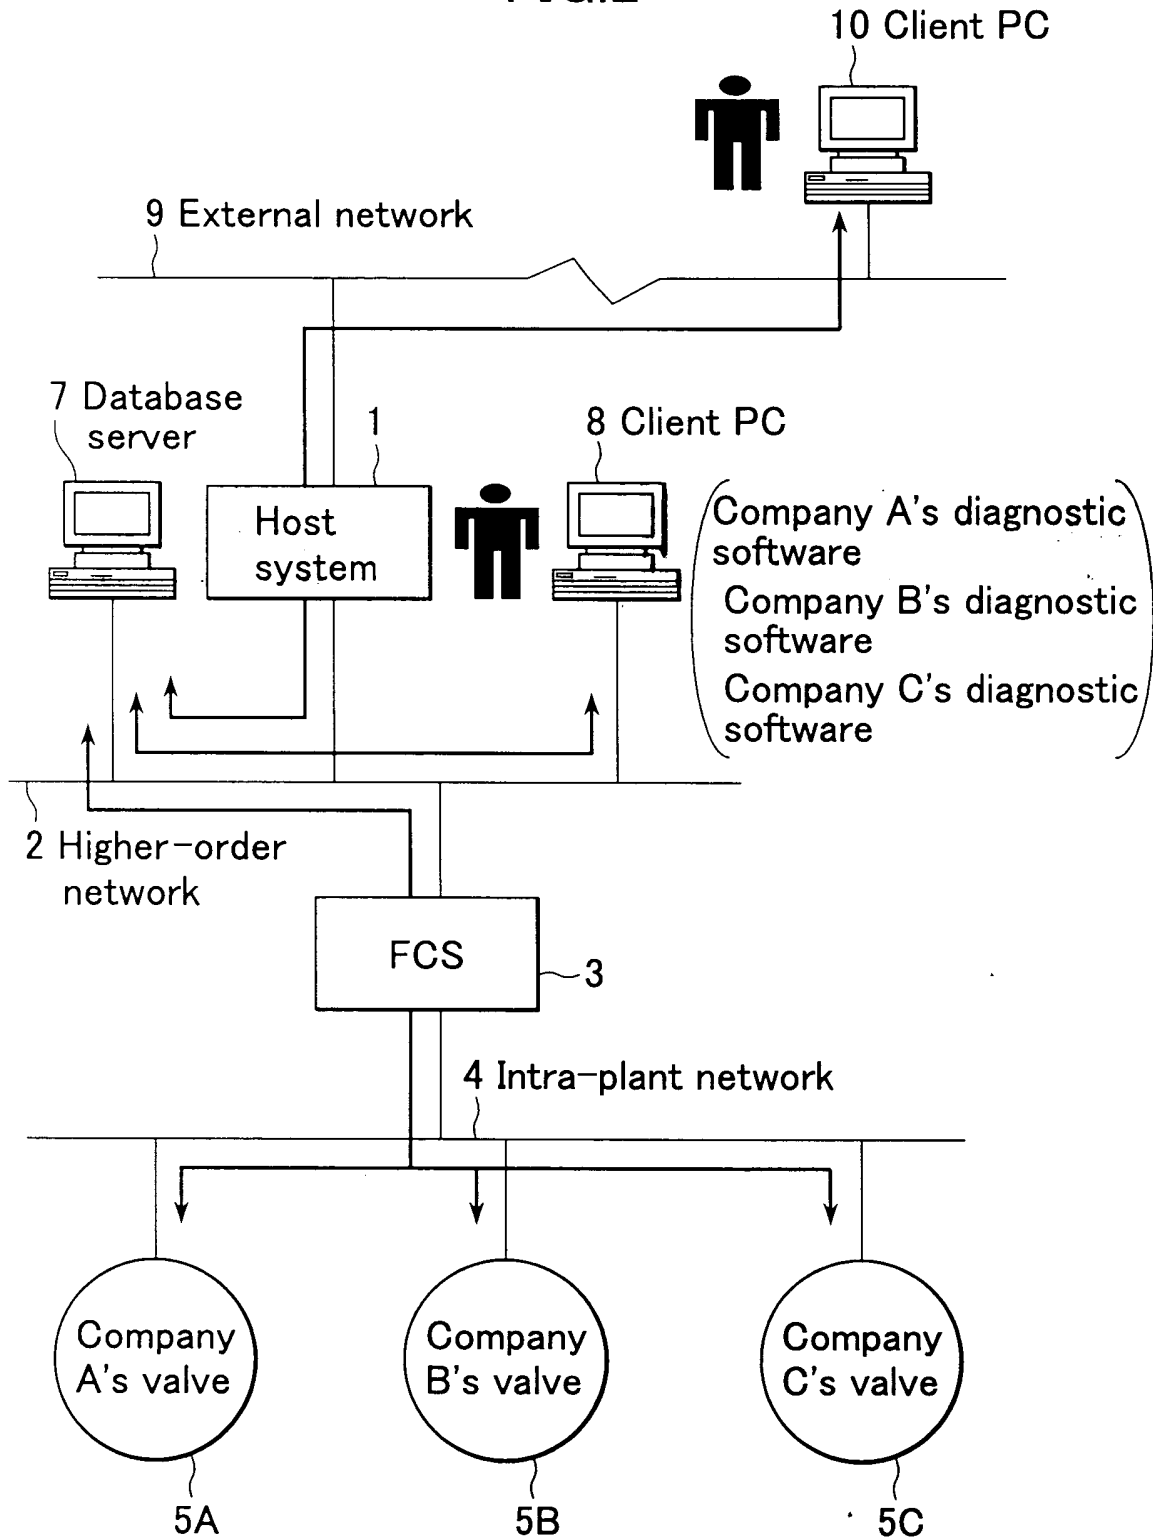 10 Client PC
9 External network
7 Database
server
1
8 Client PC
Host
system
Company A's diagnostic
software
Company B's diagnostic
software
Company C's diagnostic
software
2 Higher-order
network
FCS
3
4 Intra-plant network
Company
A's valve
Company
B's valve
Company
C's valve
5A
5B
5C